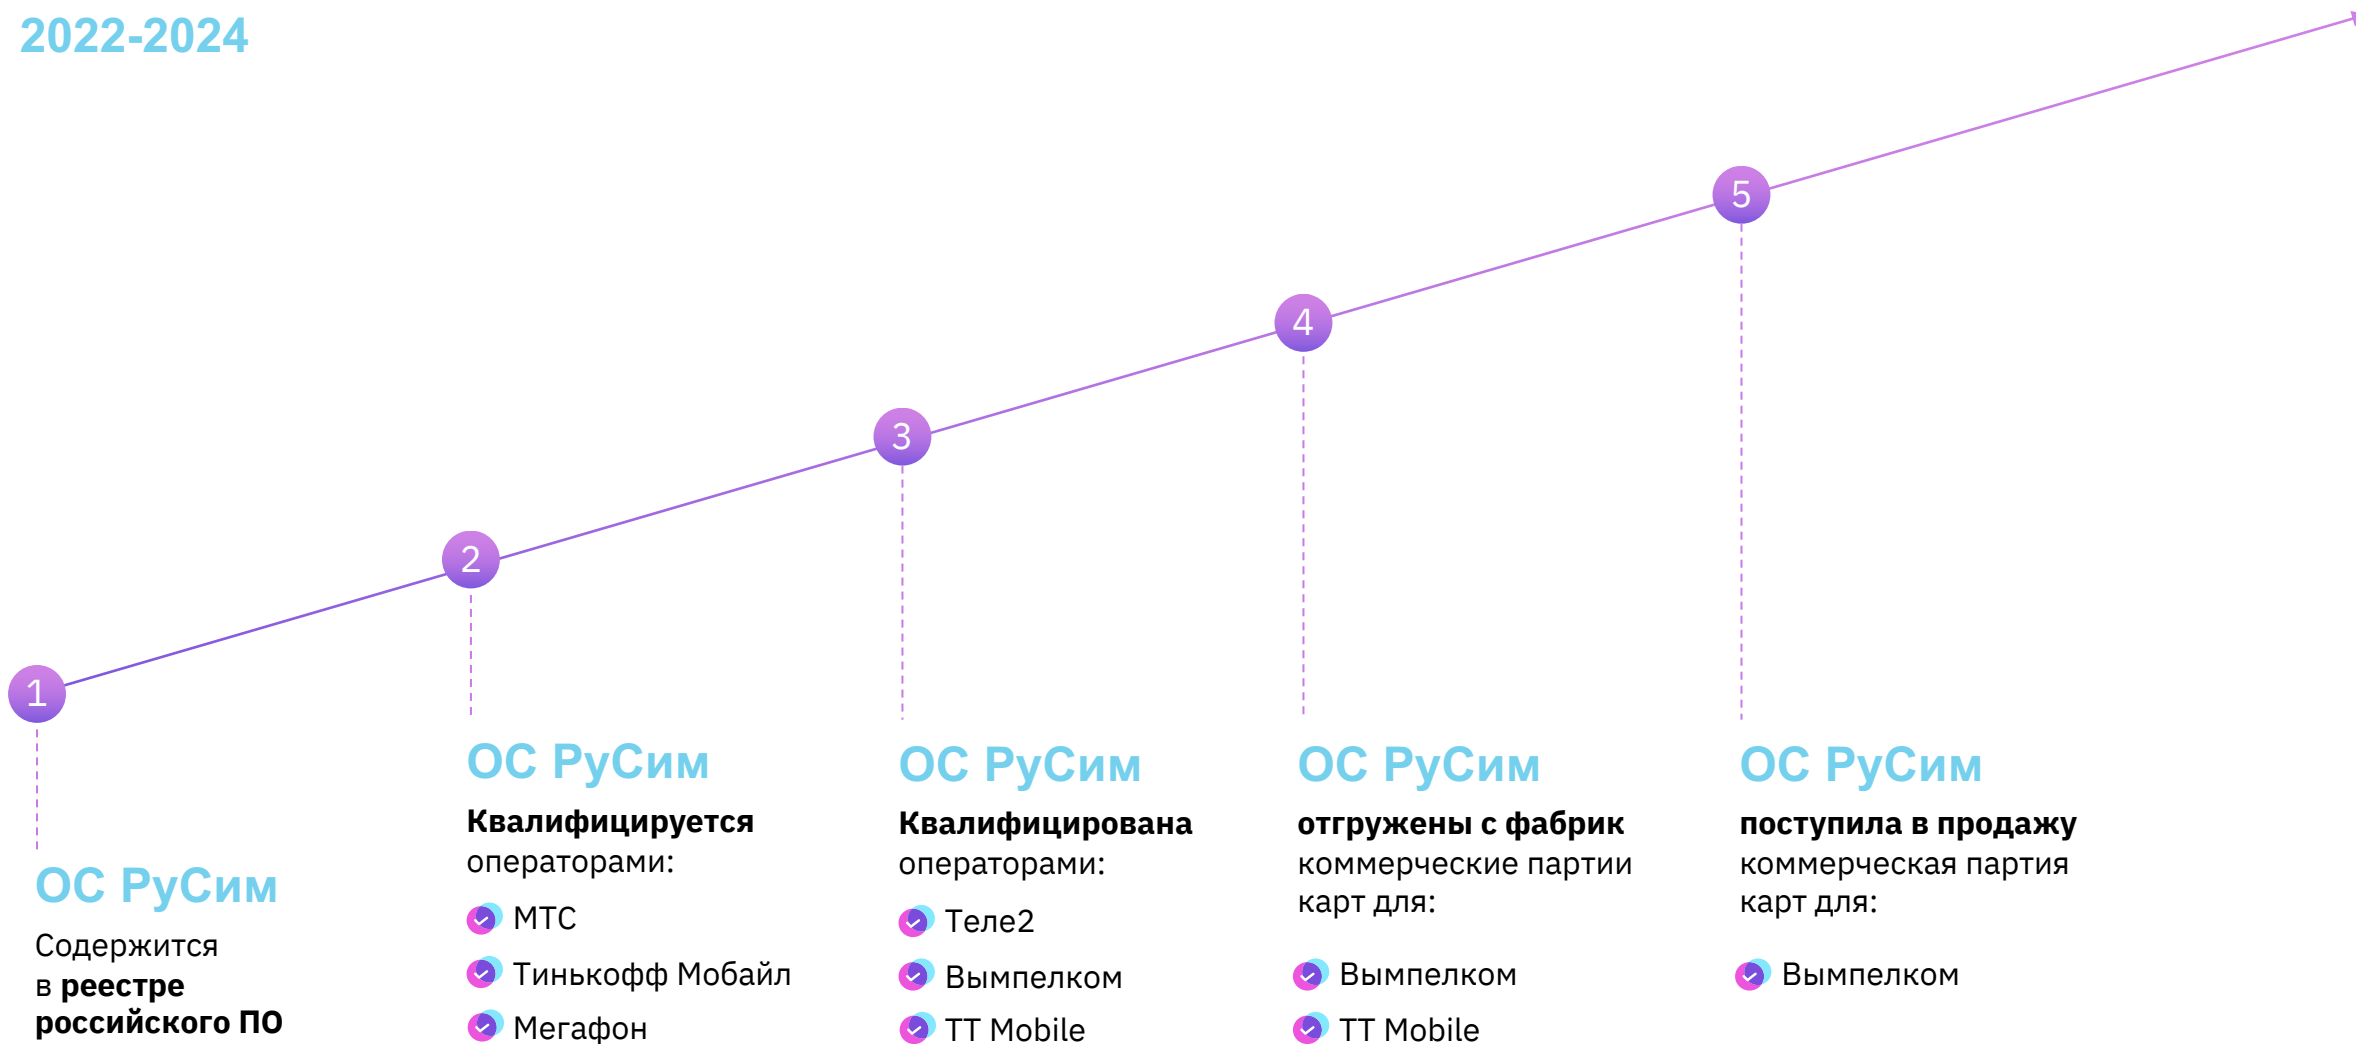 2022-2024
1
ОС РуСим
Содержится
в реестре
российского ПО
2
ОС РуСим
Квалифицируется
операторами:
МТС
Тинькофф Мобайл
Мегафон
3
ОС РуСим
Квалифицирована
операторами:
Теле2
Вымпелком
ТТ Mobile
4
ОС РуСим
отгружены с фабрик
коммерческие партии
карт для:
Вымпелком
ТТ Mobile
5
ОС РуСим
поступила в продажу
коммерческая партия
карт для:
Вымпелком